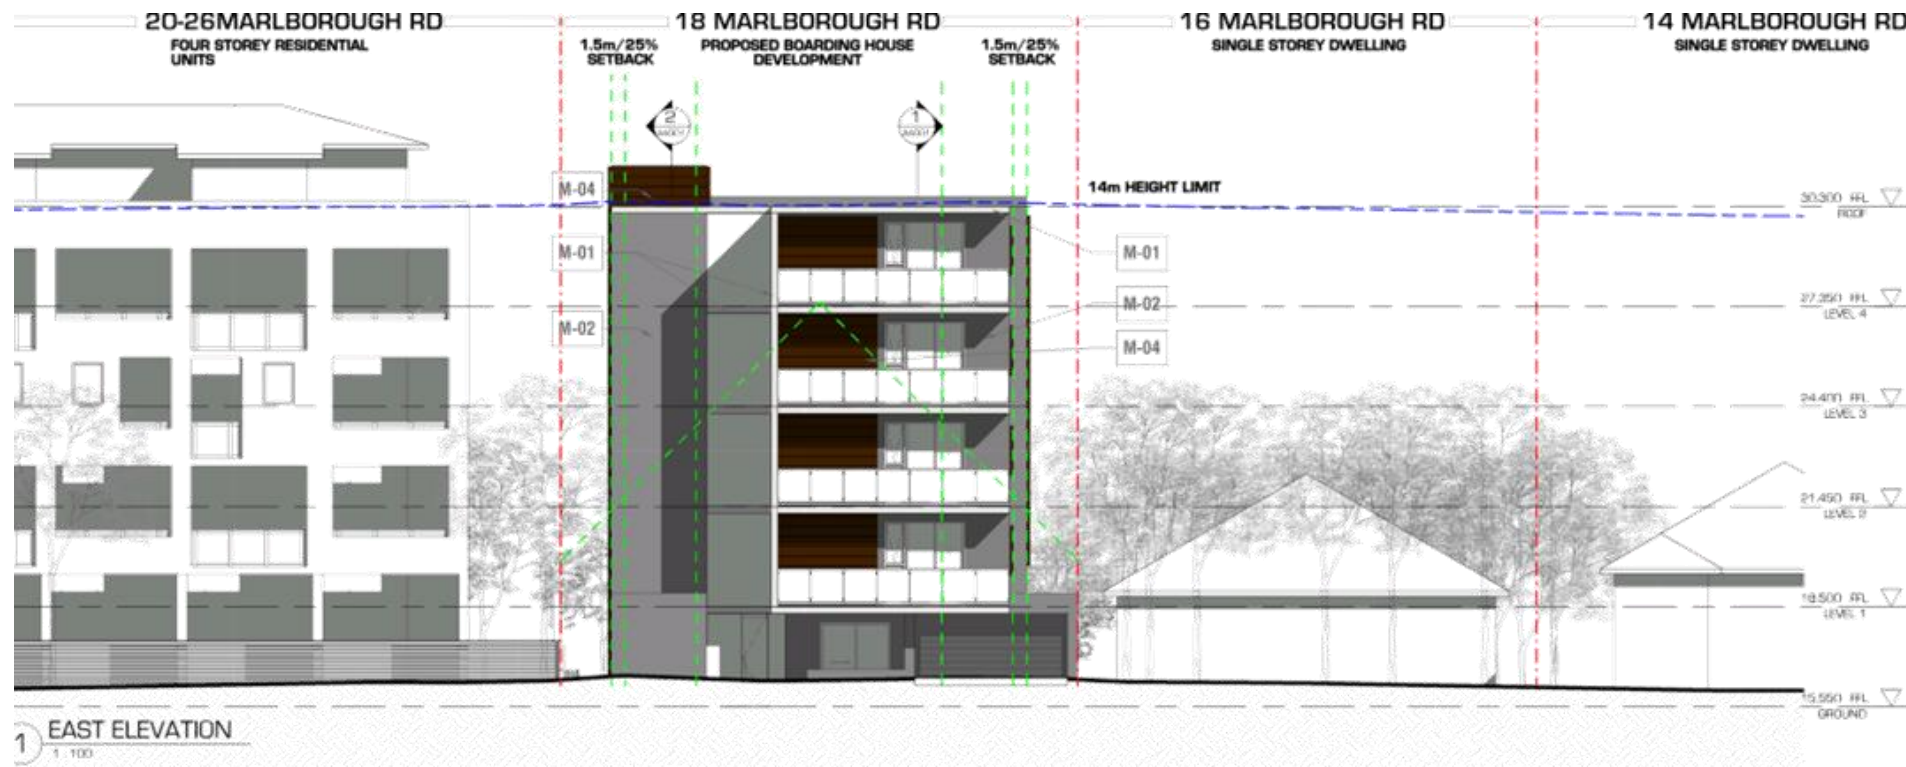 20-26MARLBOROUGH RD
FOUR STOREY RESIDENTIAL
UNITS
1.5m/25%
SETBACK
18 MARLBOROUGH RD
PROPOSED BOARDING HOUSE
DEVELOPMENT
1.5m/25%
SETBACK
16 MARLBOROUGH RD
SINGLE STOREY DWELLING
14 MARLBOROUGH RD
SINGLE STOREY DWELLING
2
1
M-04
14m HEIGHT LIMIT
30.300 FFL
ROOF
M-01
M-01
M-02
27.350 FFL
LEVEL 4
M-02
M-04
24.400 FFL
LEVEL 3
21.450 FFL
LEVEL 2
18.500 FFL
LEVEL 1
15.550 FFL
GROUND
1 EAST ELEVATION
1 : 100